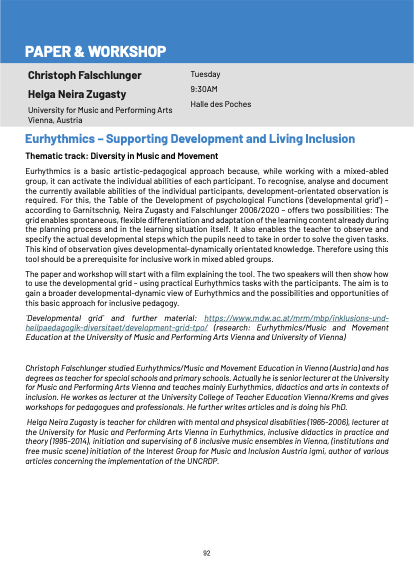 PAPER & WORKSHOP
Christoph Falschlunger
Helga Neira Zugasty
University for Music and Performing Arts
Vienna, Austria
Tuesday
9:30AM
Halle des Poches
Eurhythmics – Supporting Development and Living Inclusion
Thematic track: Diversity in Music and Movement
Eurhythmics is a basic artistic-pedagogical approach because, while working with a mixed-abled
group, it can activate the individual abilities of each participant. To recognise, analyse and document
the currently available abilities of the individual participants, development-orientated observation is
required. For this, the Table of the Development of psychological Functions ('developmental grid') –
according to Garnitschnig, Neira Zugasty and Falschlunger 2006/2020 – offers two possibilities: The
grid enables spontaneous, flexible differentiation and adaptation of the learning content already during
the planning process and in the learning situation itself. It also enables the teacher to observe and
specify the actual developmental steps which the pupils need to take in order to solve the given tasks.
This kind of observation gives developmental-dynamically orientated knowledge. Therefore using this
tool should be a prerequisite for inclusive work in mixed abled groups.
The paper and workshop will start with a film explaining the tool. The two speakers will then show how
to use the developmental grid – using practical Eurhythmics tasks with the participants. The aim is to
gain a broader developmental-dynamic view of Eurhythmics and the possibilities and opportunities of
this basic approach for inclusive pedagogy.
'Developmental grid' and further material: https://www.mdw.ac.at/mrm/mbp/inklusions-und-
heilpaedagogik-diversitaet/development-grid-tpo/ (research: Eurhythmics/Music and Movement
Education at the University of Music and Performing Arts Vienna and University of Vienna)
Christoph Falschlunger studied Eurhythmics/Music and Movement Education in Vienna (Austria) and has
degrees as teacher for special schools and primary schools. Actually he is senior lecturer at the University
for Music and Performing Arts Vienna and teaches mainly Eurhythmics, didactics and arts in contexts of
inclusion. He workes as lecturer at the University College of Teacher Education Vienna/Krems and gives
workshops for pedagogues and professionals. He further writes articles and is doing his PhD.
Helga Neira Zugasty is teacher for children with mental and phsysical disablities (1965-2006), lecturer at
the University for Music and Performing Arts Vienna in Eurhythmics, inclusive didactics in practice and
theory (1995-2014), initiation and supervising of 6 inclusive music ensembles in Vienna, (institutions and
free music scene) initiation of the Interest Group for Music and Inclusion Austria igmi, author of various
articles concerning the implementation of the UNCRDP.
92